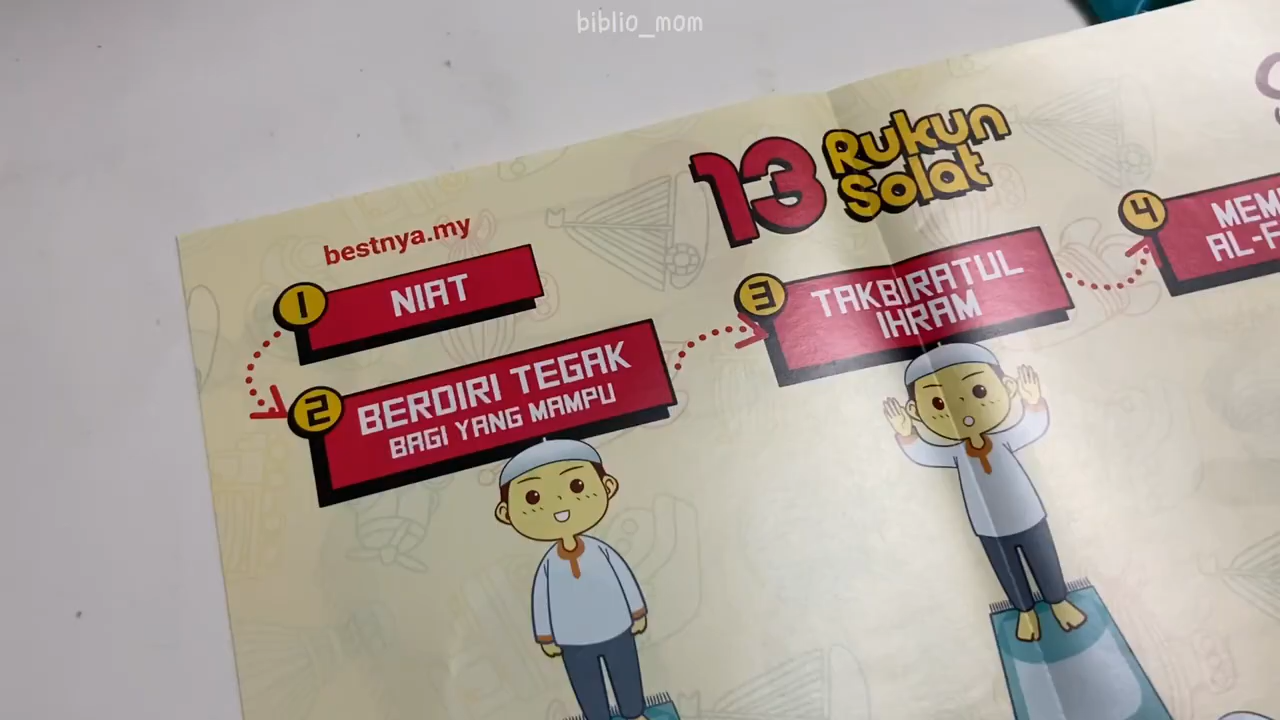 biblio_mom
13 Rukun
Solat
bestnya.my
1 NIAT
2 BERDIRI TEGAK
BAGI YANG MAMPU
3 TAKBIRATUL
IHRAM
4